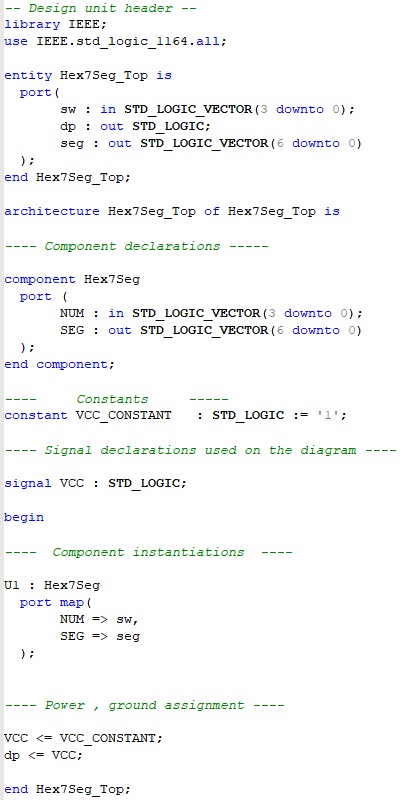 -- Design unit header --
library IEEE;
use IEEE.std_logic_1164.all;
entity Hex7Seg_Top is
port(
sw : in STD_LOGIC_VECTOR(3 downto 0);
dp : out STD_LOGIC;
seg : out STD_LOGIC_VECTOR(6 downto 0)
);
end Hex7Seg_Top;
architecture Hex7Seg_Top of Hex7Seg_Top is
---- Component declarations -----
component Hex7Seg
port (
NUM : in STD_LOGIC_VECTOR(3 downto 0);
SEG : out STD_LOGIC_VECTOR(6 downto 0)
);
end component;
---- Constants -----
constant VCC_CONSTANT : STD_LOGIC := '1';
---- Signal declarations used on the diagram ----
signal VCC : STD_LOGIC;
begin
---- Component instantiations ----
U1 : Hex7Seg
port map(
NUM => sw,
SEG => seg
);
---- Power , ground assignment ----
VCC <= VCC_CONSTANT;
dp <= VCC;
end Hex7Seg_Top;